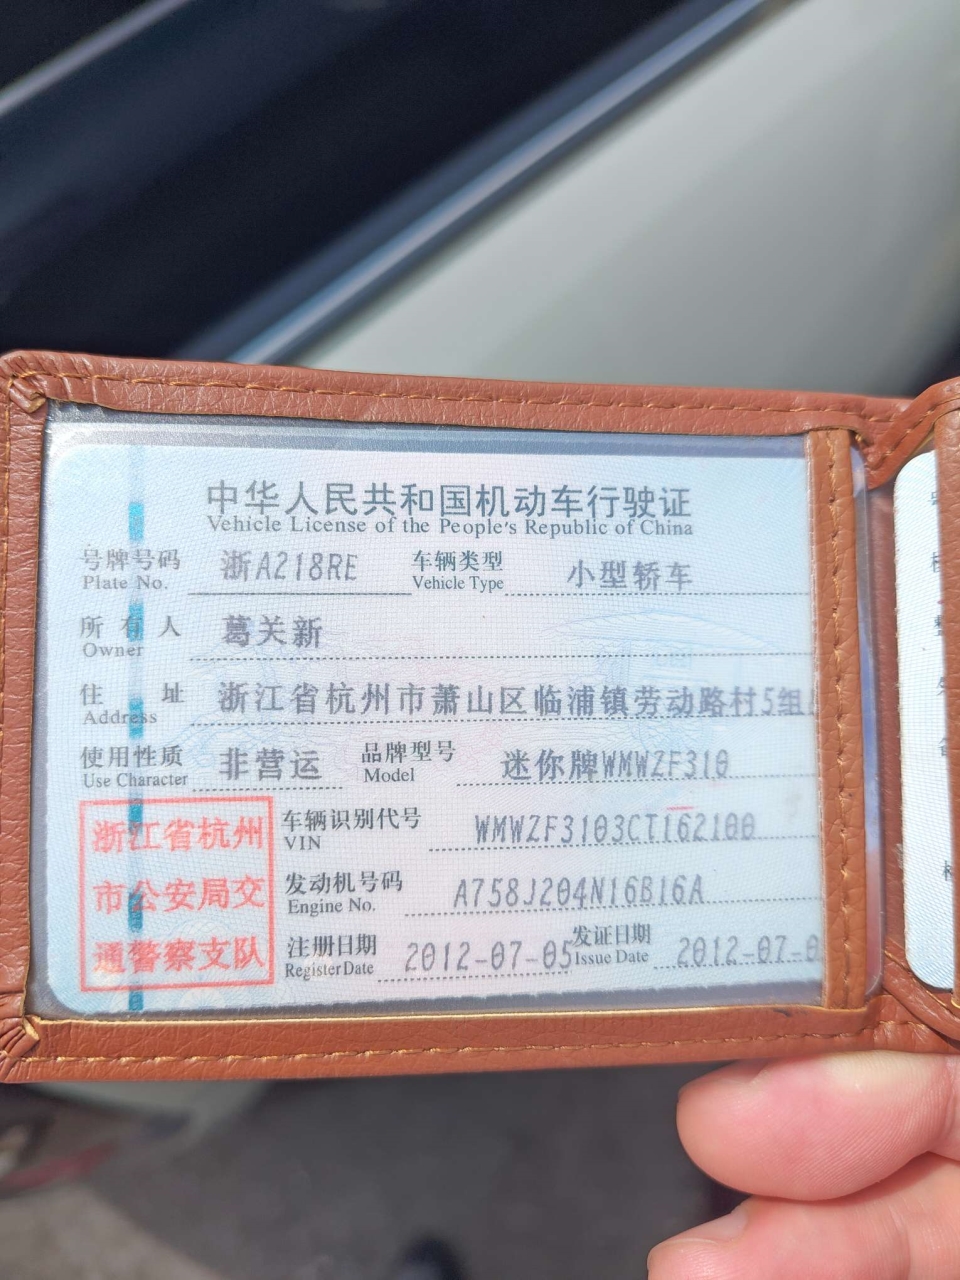 中华人民共和国机动车行驶证
Vehicle License of the People's Republic of China
号牌号码 浙A218RE 车辆类型 小型轿车
Plate No. Vehicle Type
所有人 葛关新
Owner
住址 浙江省杭州市萧山区临浦镇劳动路村5组
Address
使用性质 非营运 品牌型号 迷你牌WMWZF310
Use Character Model
浙江省杭州
市公安局交
通警察支队
车辆识别代号 WMWZF3103CT162100
VIN
发动机号码 A758J204N16B16A
Engine No.
注册日期 2012-07-05 发证日期 2012-07-0
Register Date Issue Date